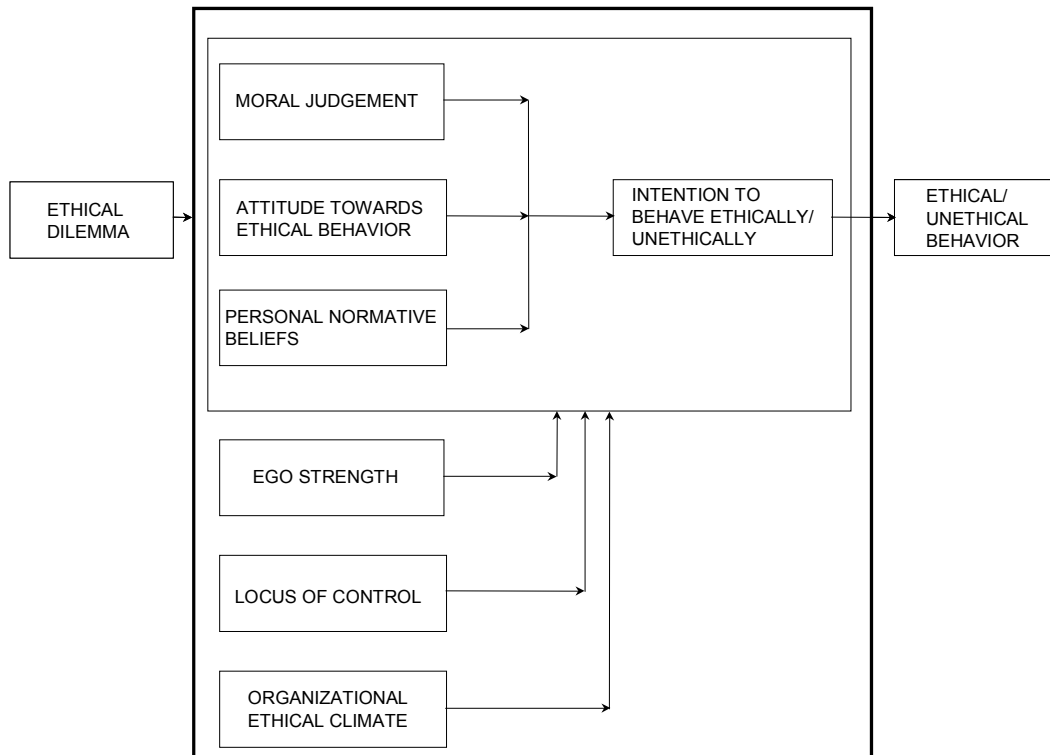 MORAL JUDGEMENT
ETHICAL
DILEMMA
ATTITUDE TOWARDS
ETHICAL BEHAVIOR
INTENTION TO
BEHAVE ETHICALLY/
UNETHICALLY
ETHICAL/
UNETHICAL
BEHAVIOR
PERSONAL NORMATIVE
BELIEFS
EGO STRENGTH
LOCUS OF CONTROL
ORGANIZATIONAL
ETHICAL CLIMATE